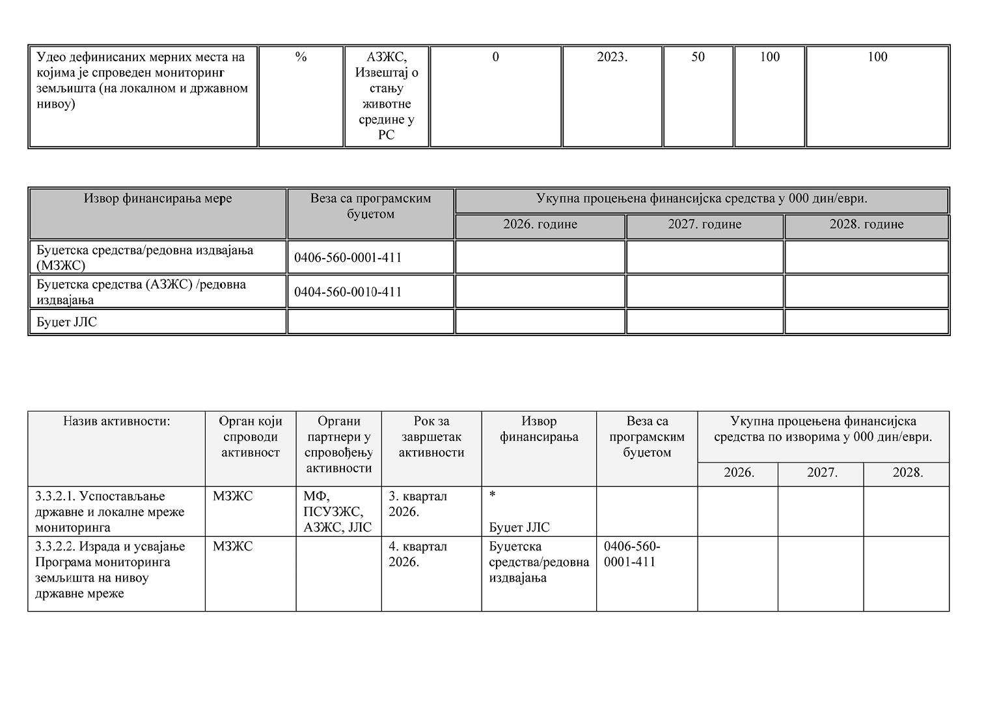 Удео дефинисаних мерних места на
којима је спроведен мониторинг
земљишта (на локалном и државном
нивоу)
%
АЗЖС,
Извештај о
стању
животне
средине у
РС
0
2023.
50
100
100
Извор финансирања мере
Веза са програмским
буџетом
Укупна процењена финансијска средства у 000 дин/еври.
2026. године
2027. године
2028. године
Буџетска средства/редовна издвајања
(МЗЖС)
0406-560-0001-411
Буџетска средства (АЗЖС) /редовна
издвајања
0404-560-0010-411
Буџет ЈЛС
Назив активности:
Орган који
спроводи
активност
Органи
партнери у
спровођењу
активности
Рок за
завршетак
активности
Извор
финансирања
Веза са
програмским
буџетом
Укупна процењена финансијска
средства по изворима у 000 дин/еври.
2026.
2027.
2028.
3.3.2.1. Успостављање
државне и локалне мреже
мониторинга
МЗЖС
МФ,
ПСУЗЖС,
АЗЖС, ЈЛС
3. квартал
2026.
*
Буџет ЈЛС
3.3.2.2. Израда и усвајање
Програма мониторинга
земљишта на нивоу
државне мреже
МЗЖС
4. квартал
2026.
Буџетска
средства/редовна
издвајања
0406-560-
0001-411